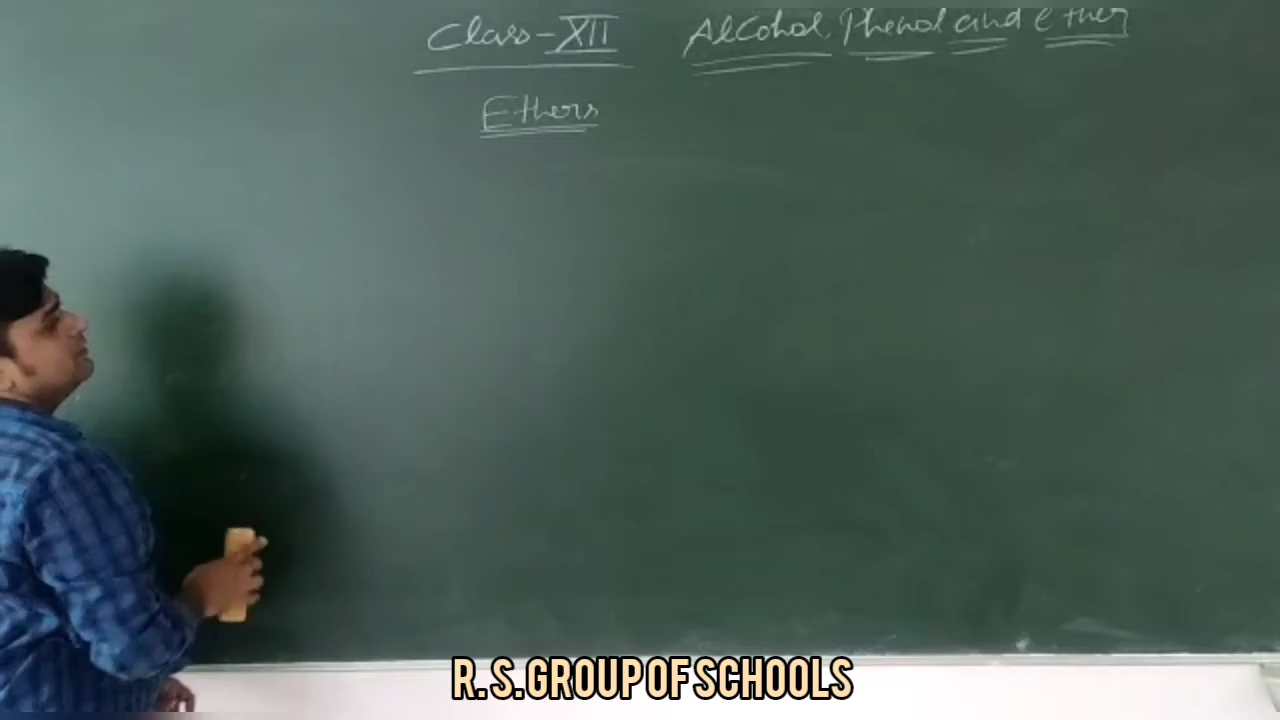 Class-XII Alcohol, Phenol and ether
Ethers
R.S. GROUP OF SCHOOLS